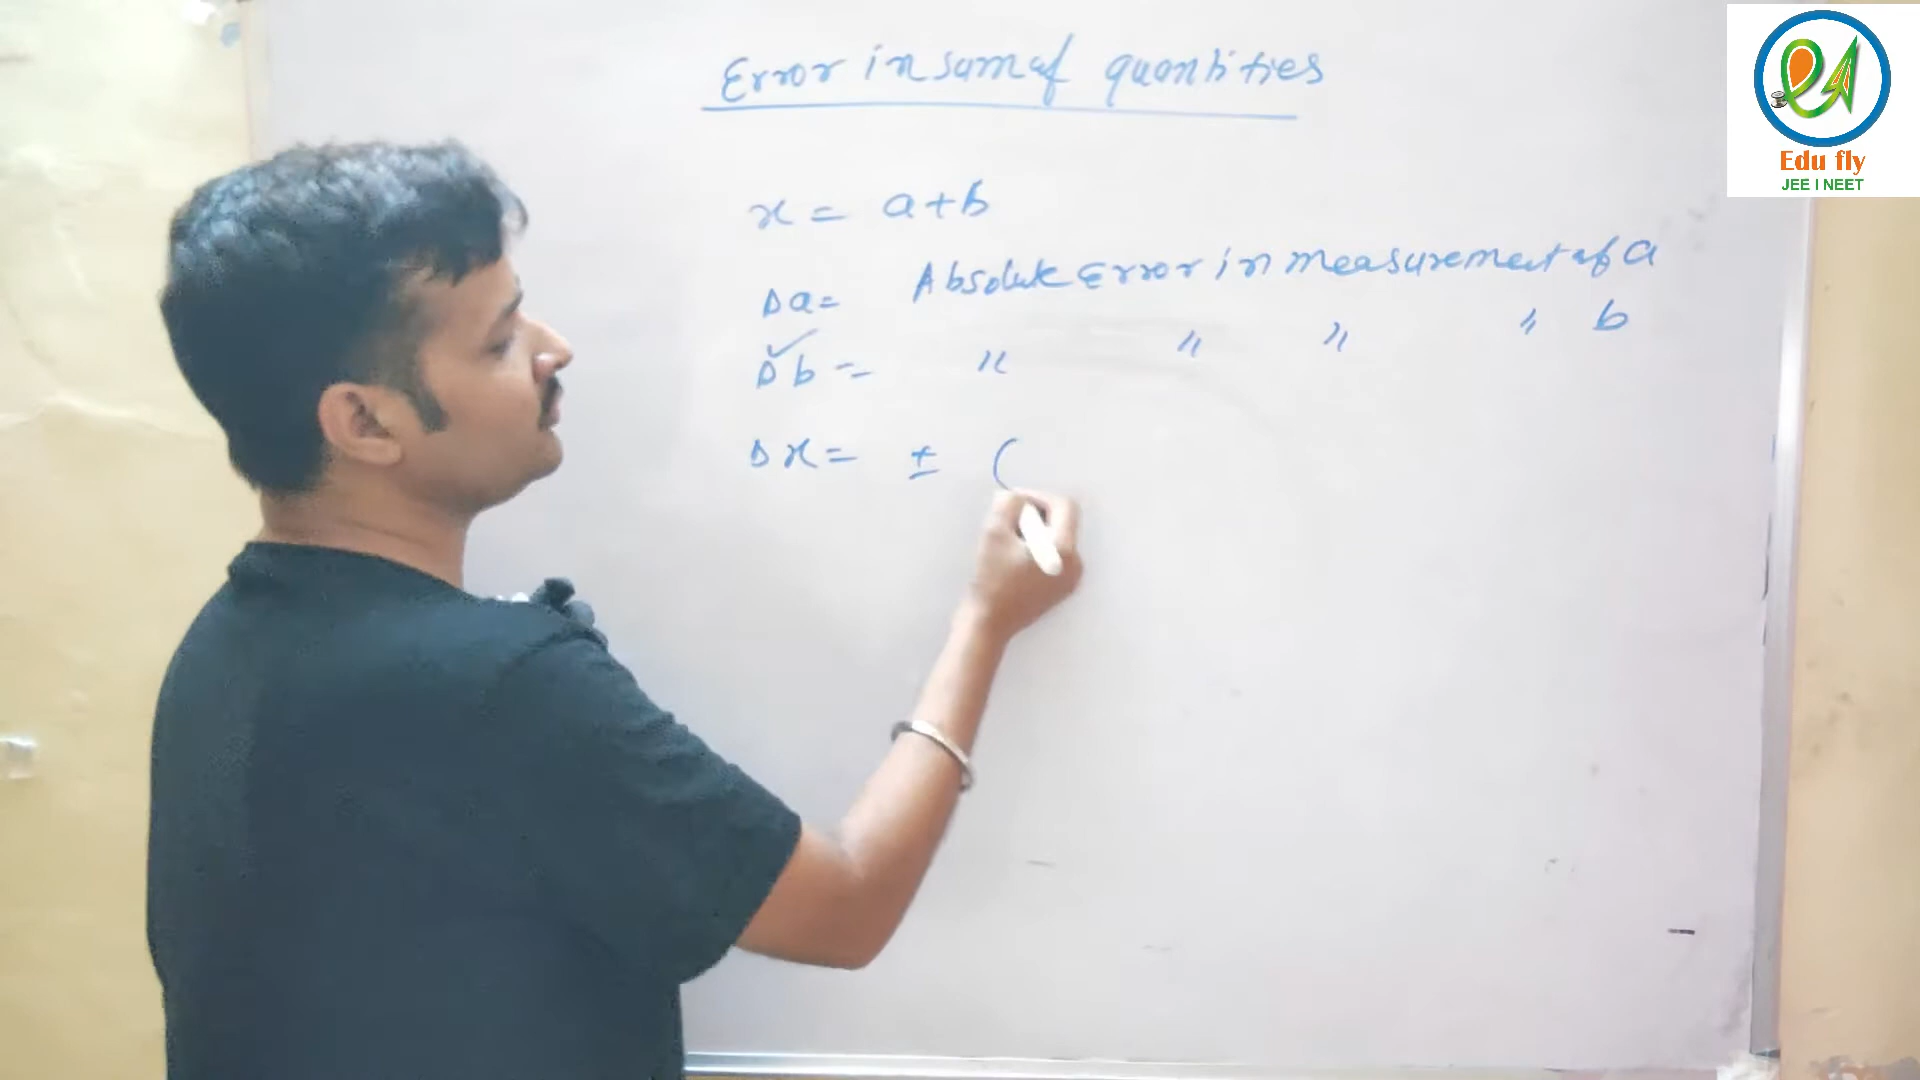 Error in sum of quantities
x = a+b
Δa= Absolute Error in measurement of a
Δb = " " " " b
Δx= ± (
Edu fly
JEE I NEET